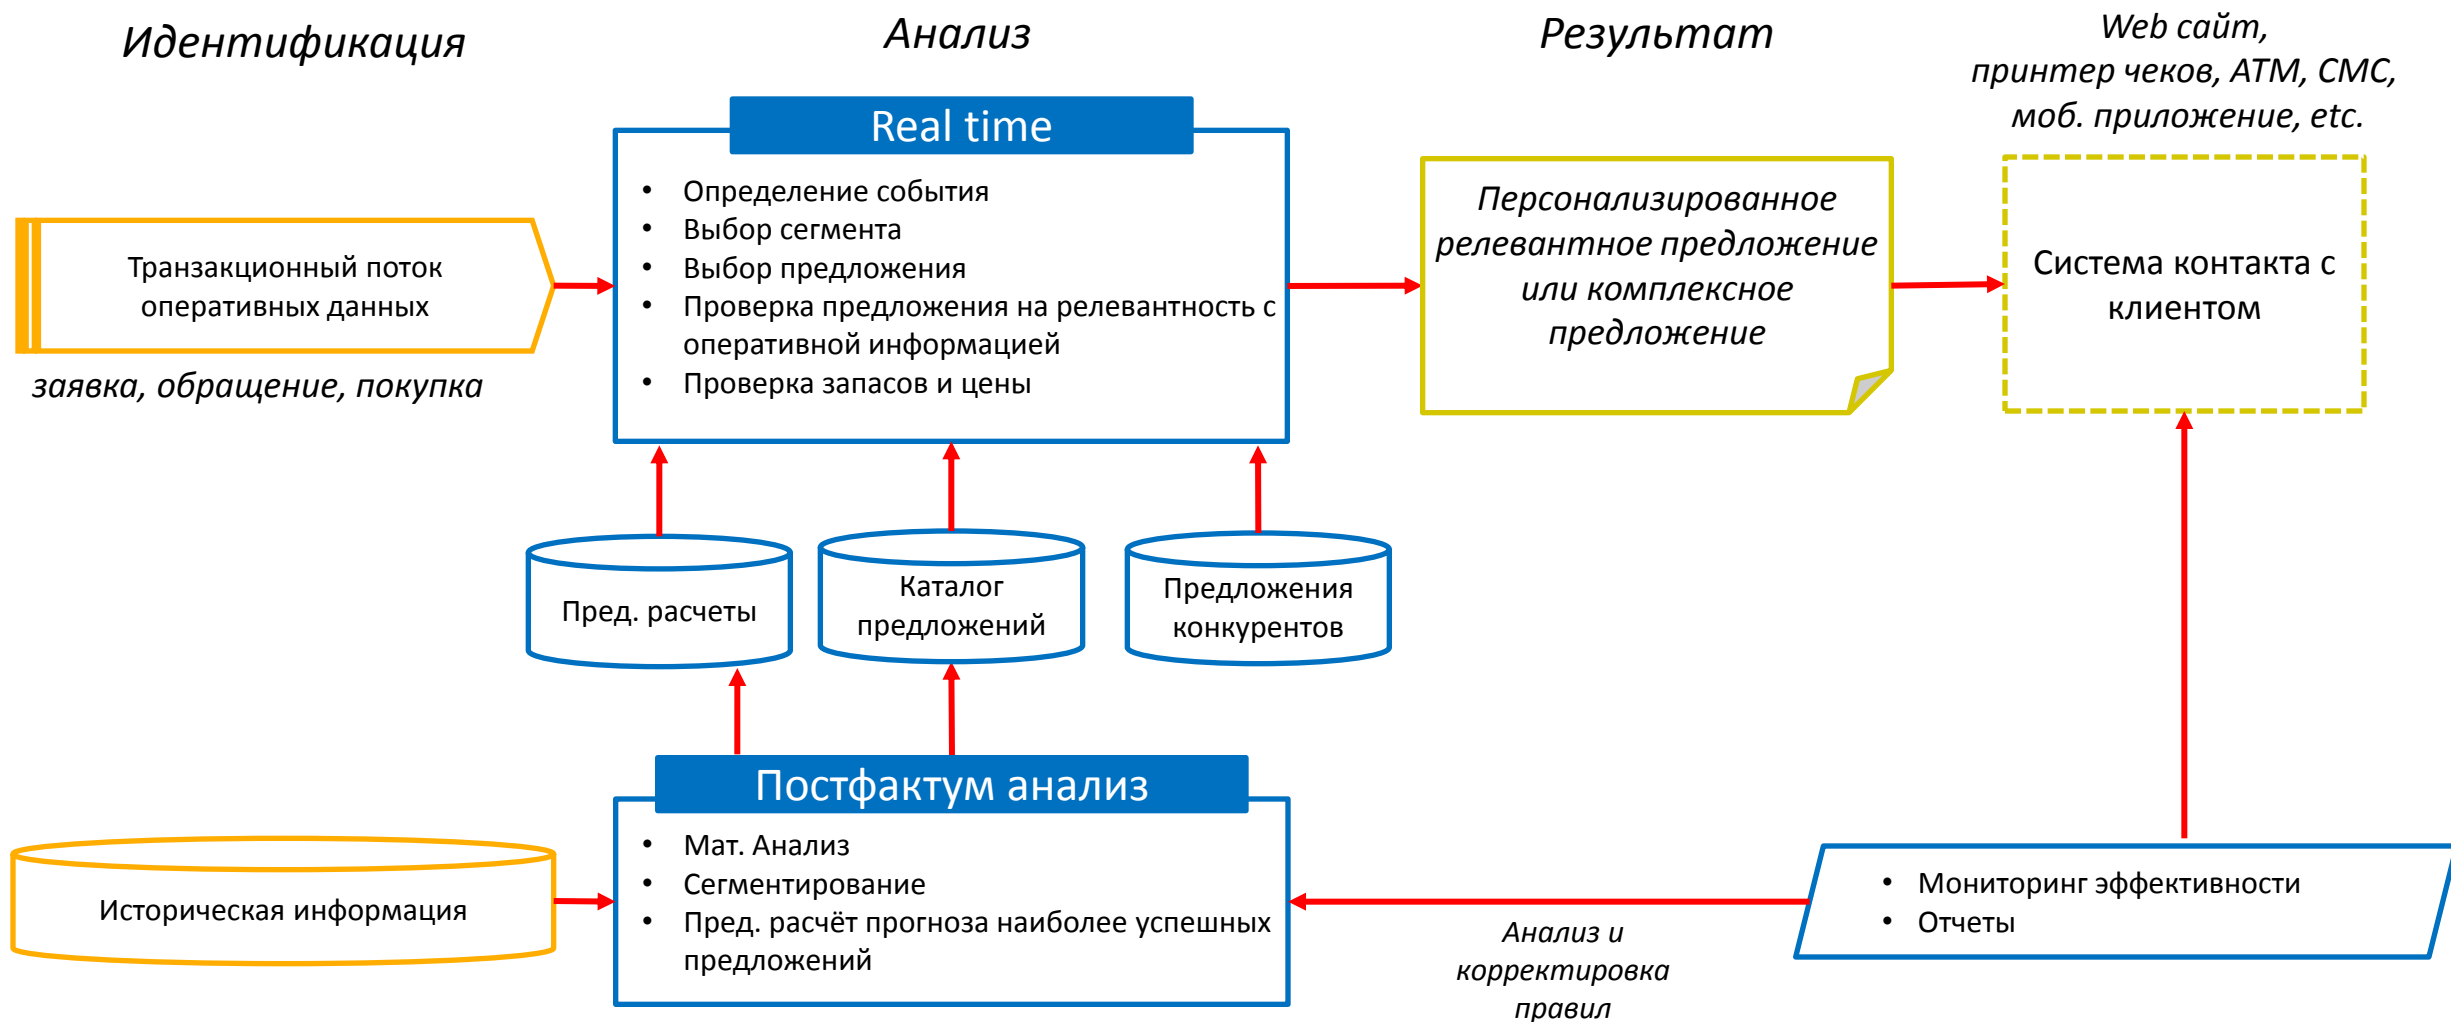 Идентификация
Анализ
Результат
Web сайт,
принтер чеков, ATM, СМС,
моб. приложение, etc.
Real time
• Определение события
• Выбор сегмента
• Выбор предложения
• Проверка предложения на релевантность с
оперативной информацией
• Проверка запасов и цены
Транзакционный поток
оперативных данных
заявка, обращение, покупка
Персонализированное
релевантное предложение
или комплексное
предложение
Система контакта с
клиентом
Пред. расчеты
Каталог
предложений
Предложения
конкурентов
Постфактум анализ
• Мат. Анализ
• Сегментирование
• Пред. расчёт прогноза наиболее успешных
предложений
Историческая информация
• Мониторинг эффективности
• Отчеты
Анализ и
корректировка
правил